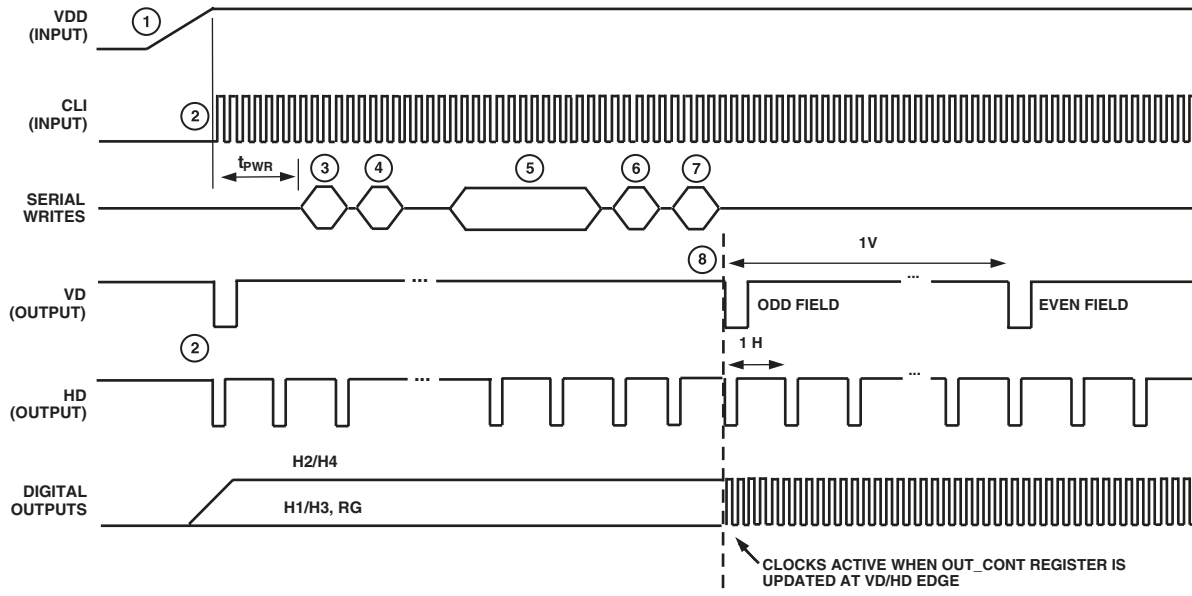 VDD
(INPUT)
1
CLI
(INPUT)
2
tPWR
3
4
5
6
7
SERIAL
WRITES
8
1V
VD
(OUTPUT)
...
...
ODD FIELD
EVEN FIELD
2
1 H
HD
(OUTPUT)
...
...
H2/H4
DIGITAL
OUTPUTS
H1/H3, RG
CLOCKS ACTIVE WHEN OUT_CONT REGISTER IS
UPDATED AT VD/HD EDGE